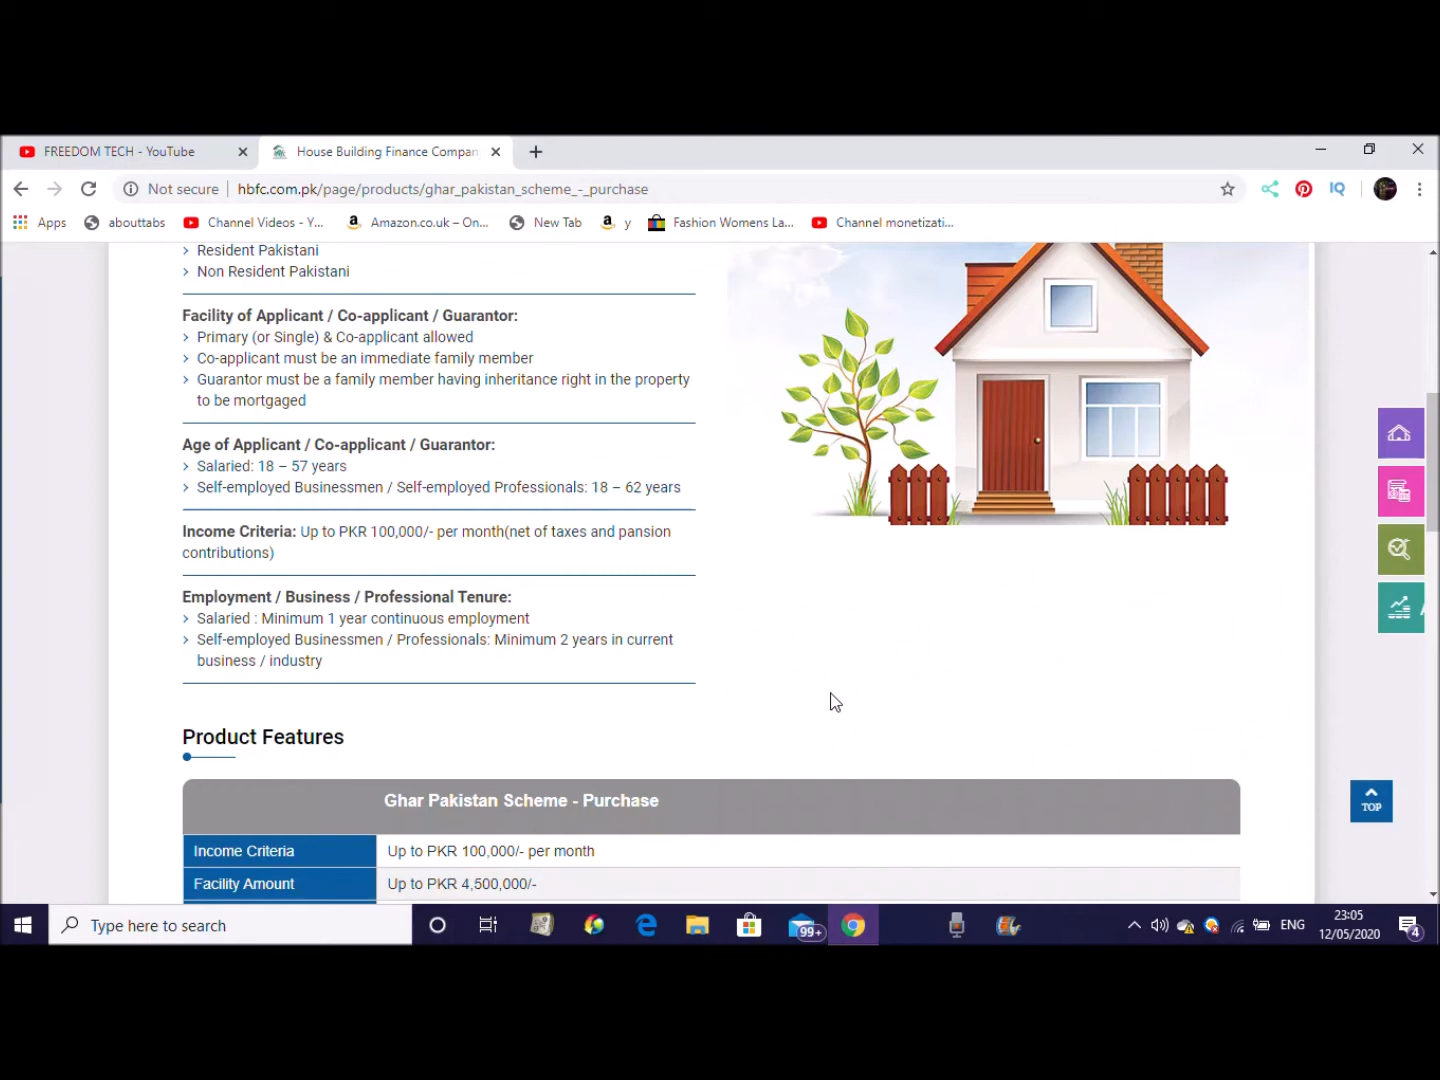 FREEDOM TECH - YouTube
House Building Finance Compan
Not secure
hbfc.com.pk/page/products/ghar_pakistan_scheme_-_purchase
IQ
Apps
abouttabs
Channel Videos - Y...
Amazon.co.uk – On...
New Tab
y
Fashion Womens La...
Channel monetizati...
Resident Pakistani
Non Resident Pakistani
Facility of Applicant / Co-applicant / Guarantor:
Primary (or Single) & Co-applicant allowed
Co-applicant must be an immediate family member
Guarantor must be a family member having inheritance right in the property
to be mortgaged
Age of Applicant / Co-applicant / Guarantor:
Salaried: 18 – 57 years
Self-employed Businessmen / Self-employed Professionals: 18 – 62 years
Income Criteria: Up to PKR 100,000/- per month(net of taxes and pansion
contributions)
Employment / Business / Professional Tenure:
Salaried : Minimum 1 year continuous employment
Self-employed Businessmen / Professionals: Minimum 2 years in current
business / industry
Product Features
Ghar Pakistan Scheme - Purchase
Income Criteria
Up to PKR 100,000/- per month
Facility Amount
Up to PKR 4,500,000/-
TOP
Type here to search
99+
ENG
23:05
12/05/2020
4